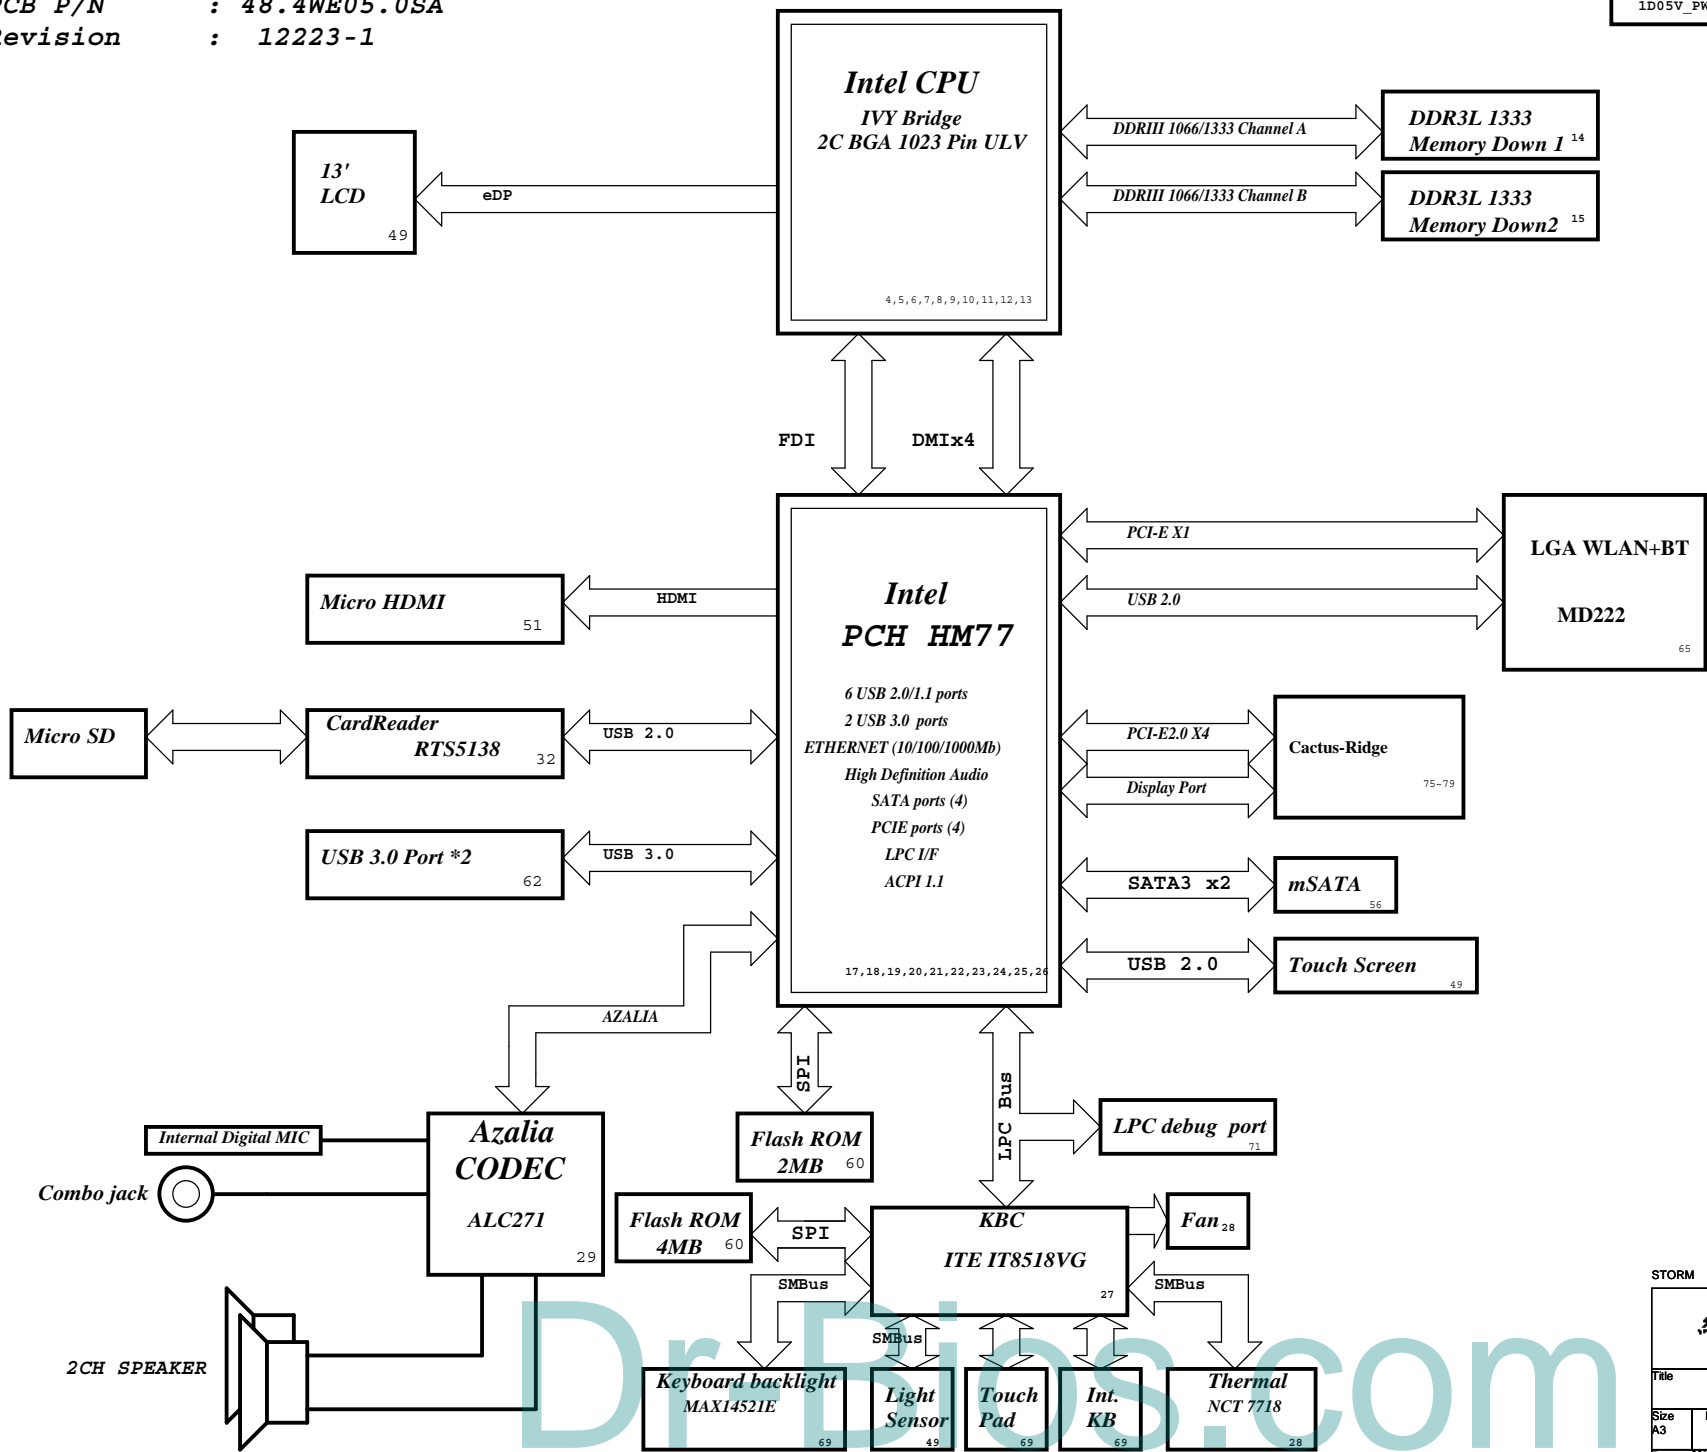 PCB P/N : 48.4WE05.0SA
Revision : 12223-1
1D05V_PW
Intel CPU
IVY Bridge
2C BGA 1023 Pin ULV
4,5,6,7,8,9,10,11,12,13
13'
LCD
49
eDP
DDRIII 1066/1333 Channel A
DDR3L 1333
Memory Down 1 14
DDRIII 1066/1333 Channel B
DDR3L 1333
Memory Down2 15
FDI
DMIx4
Intel
PCH HM77
6 USB 2.0/1.1 ports
2 USB 3.0 ports
ETHERNET (10/100/1000Mb)
High Definition Audio
SATA ports (4)
PCIE ports (4)
LPC I/F
ACPI 1.1
17,18,19,20,21,22,23,24,25,26
PCI-E X1
USB 2.0
LGA WLAN+BT
MD222
65
Micro HDMI
51
HDMI
Micro SD
CardReader
RTS5138
32
USB 2.0
PCI-E2.0 X4
Display Port
Cactus-Ridge
75-79
USB 3.0 Port *2
62
USB 3.0
SATA3 x2
mSATA
56
USB 2.0
Touch Screen
49
AZALIA
SPI
LPC Bus
Internal Digital MIC
Combo jack
Azalia
CODEC
ALC271
29
Flash ROM
2MB 60
LPC debug port
71
Flash ROM
4MB 60
SPI
KBC
ITE IT8518VG
27
Fan 28
SMBus
SMBus
SMBus
2CH SPEAKER
Keyboard backlight
MAX14521E
69
Light
Sensor
49
Touch
Pad
69
Int.
KB
69
Thermal
NCT 7718
28
Dr-Bios.com
STORM
Title
Size
A3